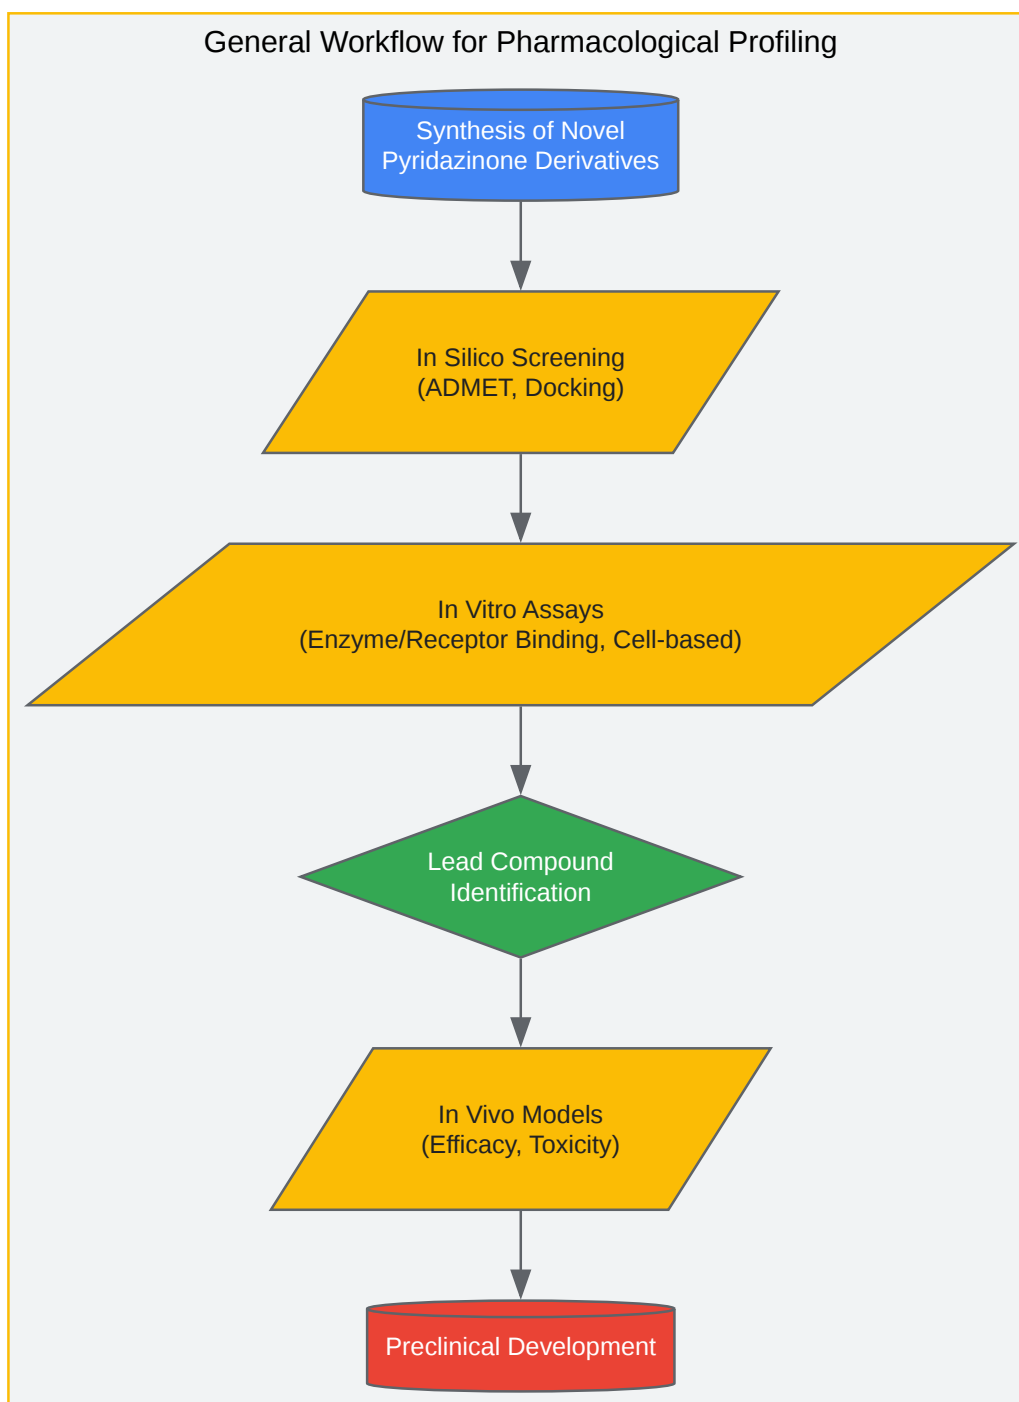 General Workflow for Pharmacological Profiling
Synthesis of Novel
Pyridazinone Derivatives
In Silico Screening
(ADMET, Docking)
In Vitro Assays
(Enzyme/Receptor Binding, Cell-based)
Lead Compound
Identification
In Vivo Models
(Efficacy, Toxicity)
Preclinical Development